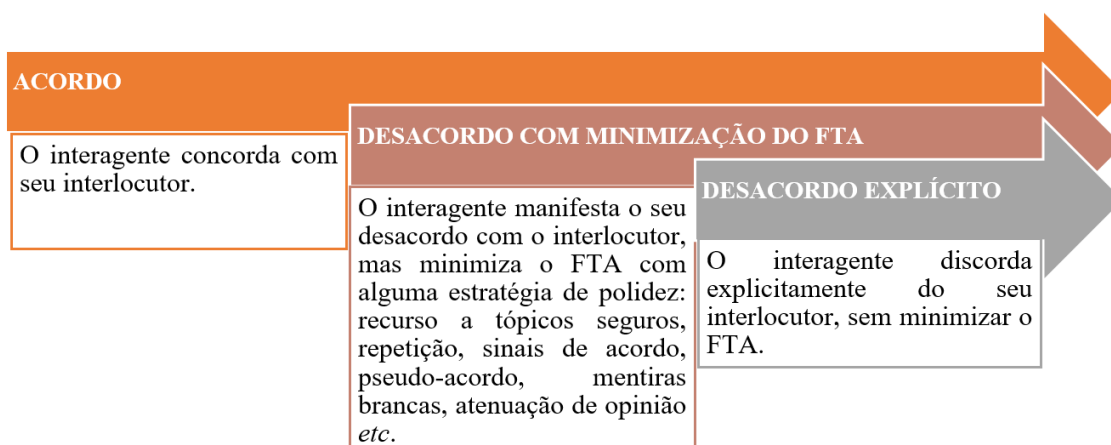 ACORDO
O interagente concorda com
seu interlocutor.
DESACORDO COM MINIMIZAÇÃO DO FTA
O interagente manifesta o seu
desacordo com o interlocutor,
mas minimiza o FTA com
alguma estratégia de polidez:
recurso a tópicos seguros,
repetição, sinais de acordo,
pseudo-acordo, mentiras
brancas, atenuação de opinião
etc.
DESACORDO EXPLÍCITO
O interagente discorda
explicitamente do seu
interlocutor, sem minimizar o
FTA.